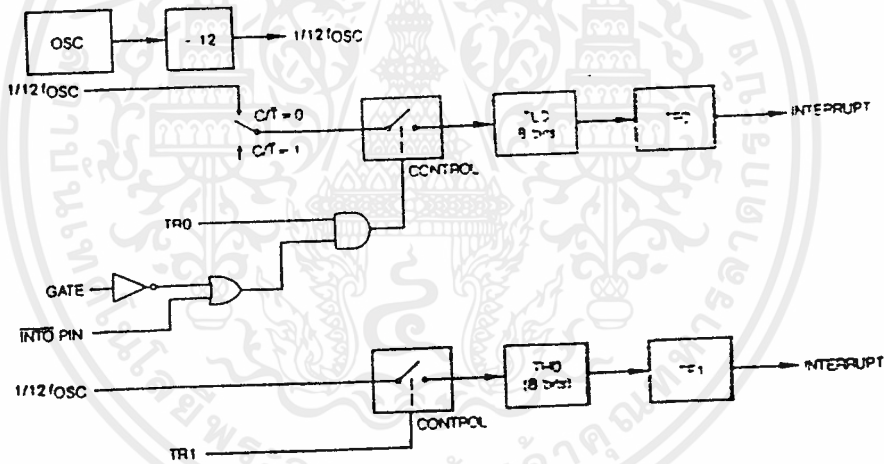 OSC
÷ 12
1/12 fOSC
1/12 fOSC
C/T̅ = 0
C/T̅ = 1
CONTROL
TL0
8 bits
TF0
INTERRUPT
TR0
GATE
I̅N̅T̅0̅ PIN
1/12 fOSC
CONTROL
TH0
(8 bits)
TF1
INTERRUPT
TR1